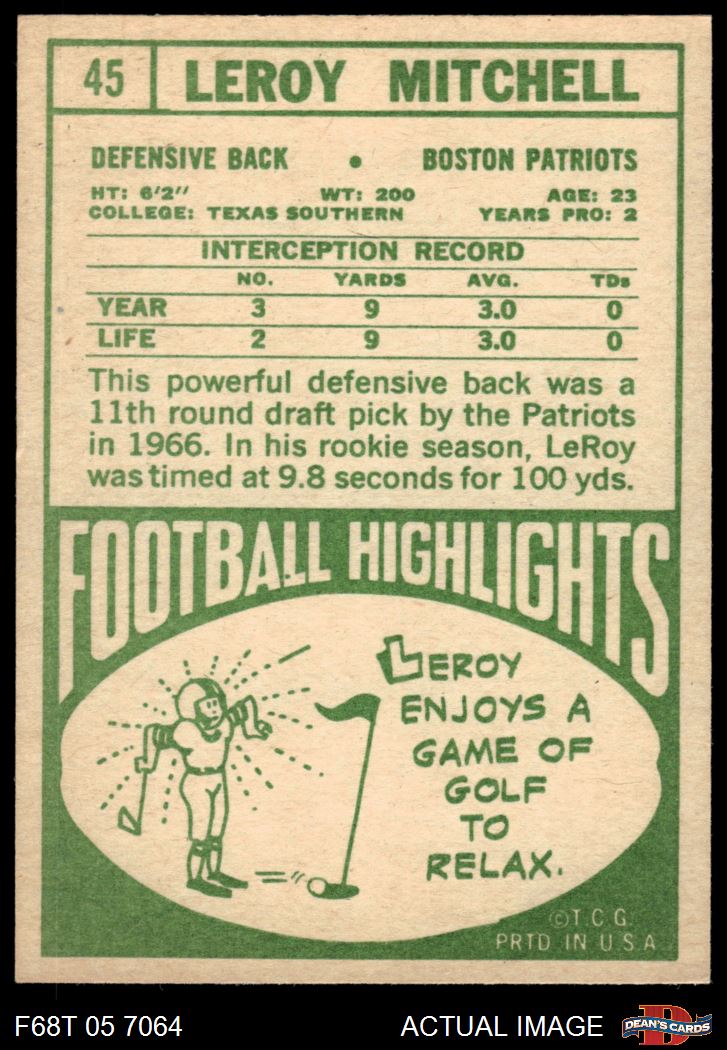 45 LEROY MITCHELL
DEFENSIVE BACK • BOSTON PATRIOTS
HT: 6'2" WT: 200 AGE: 23
COLLEGE: TEXAS SOUTHERN YEARS PRO: 2
INTERCEPTION RECORD
NO. YARDS AVG. TDs
YEAR 3 9 3.0 0
LIFE 2 9 3.0 0
This powerful defensive back was a
11th round draft pick by the Patriots
in 1966. In his rookie season, LeRoy
was timed at 9.8 seconds for 100 yds.
FOOTBALL HIGHLIGHTS
LEROY
ENJOYS A
GAME OF
GOLF
TO
RELAX.
©T.C.G.
PRTD IN U S A
F68T 05 7064 ACTUAL IMAGE D DEAN'S CARDS